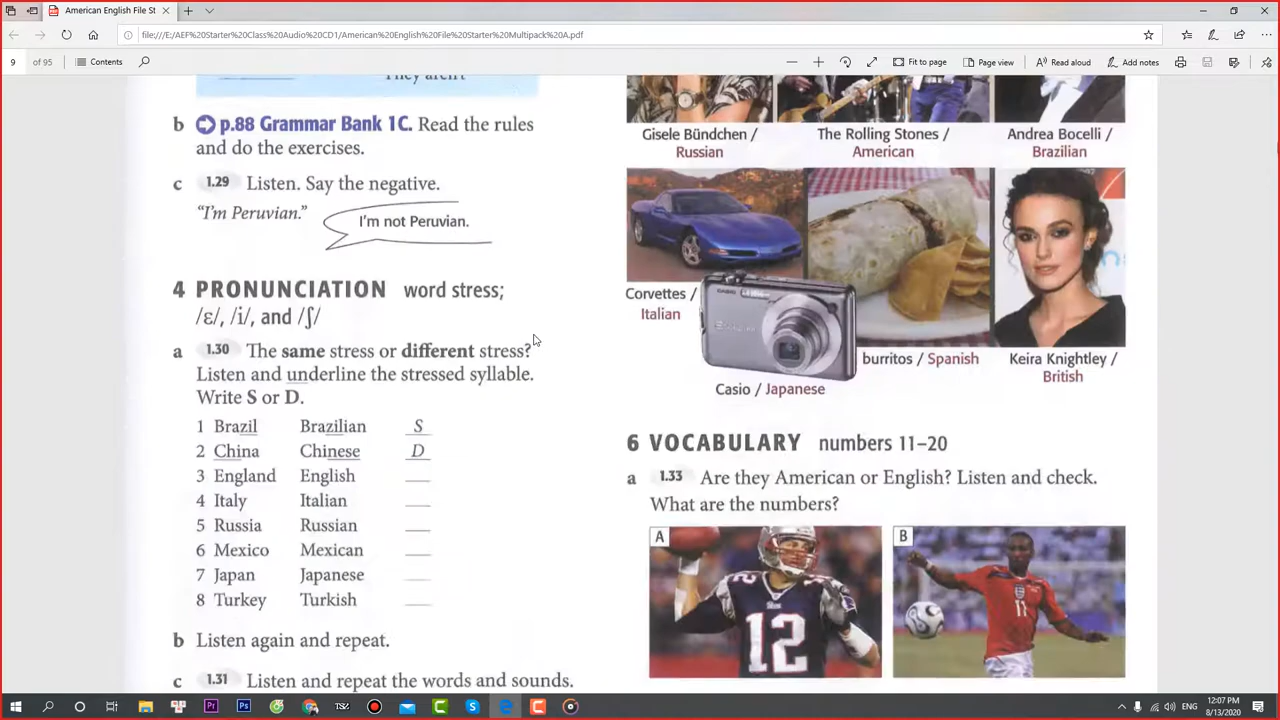 American English File St
file:///E:/AEF%20Starter%20Class%20Audio%20CD1/American%20English%20File%20Starter%20Multipack%20A.pdf
9 of 95 Contents Fit to page Page view Read aloud Add notes
They aren't
b p.88 Grammar Bank 1C. Read the rules
and do the exercises.
c 1.29 Listen. Say the negative.
"I'm Peruvian."
I'm not Peruvian.
4 PRONUNCIATION word stress;
/ɛ/, /i/, and /ʃ/
a 1.30 The same stress or different stress?
Listen and underline the stressed syllable.
Write S or D.
1 Brazil Brazilian S
2 China Chinese D
3 England English
4 Italy Italian
5 Russia Russian
6 Mexico Mexican
7 Japan Japanese
8 Turkey Turkish
b Listen again and repeat.
c 1.31 Listen and repeat the words and sounds.
Gisele Bündchen /
Russian
The Rolling Stones /
American
Andrea Bocelli /
Brazilian
Corvettes /
Italian
CASIO
Casio / Japanese
burritos / Spanish
Keira Knightley /
British
6 VOCABULARY numbers 11–20
a 1.33 Are they American or English? Listen and check.
What are the numbers?
A
12
B
11
12:07 PM
ENG
8/13/2020